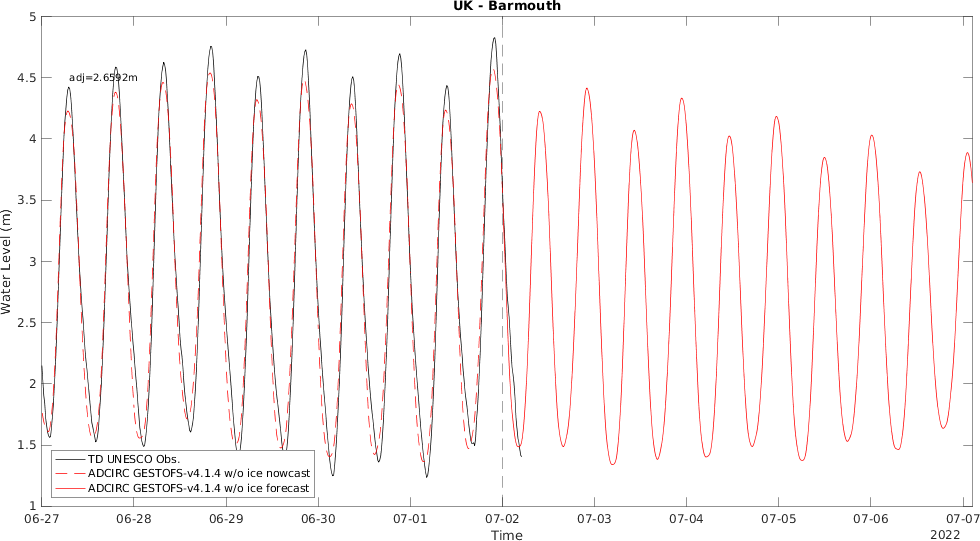 UK - Barmouth
5
4.5
4
3.5
3
2.5
2
1.5
1
Water Level (m)
adj=2.6592m
TD UNESCO Obs.
ADCIRC GESTOFS-v4.1.4 w/o ice nowcast
ADCIRC GESTOFS-v4.1.4 w/o ice forecast
06-27 06-28 06-29 06-30 07-01 07-02 07-03 07-04 07-05 07-06 07-07
Time
2022